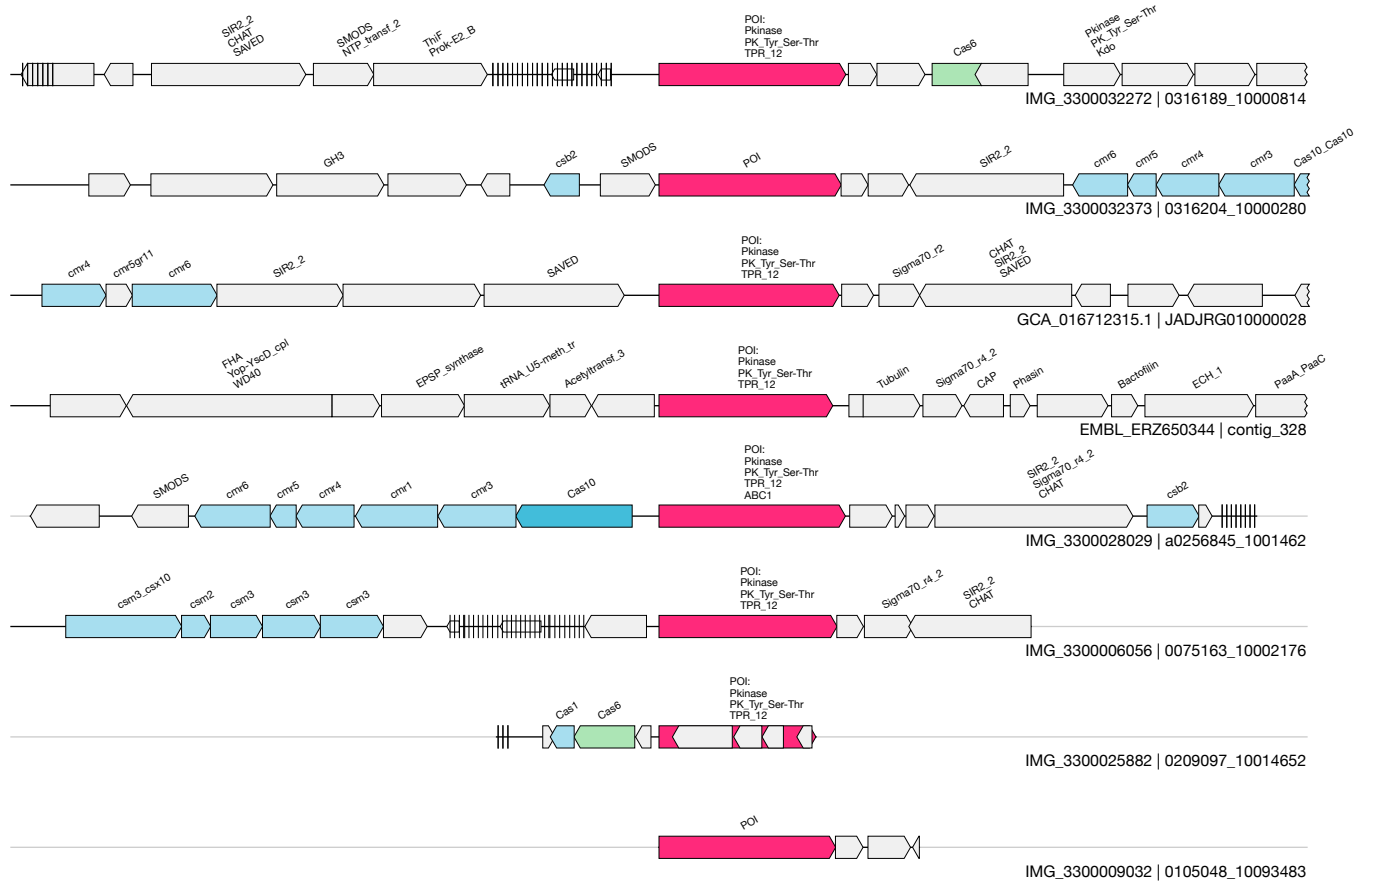 SIR2_2
CHAT
SAVED
SMODS
NTP_transf_2
ThiF
Prok-E2_B
POI:
Pkinase
PK_Tyr_Ser-Thr
TPR_12
Cas6
Pkinase
PK_Tyr_Ser-Thr
Kdo
IMG_3300032272 | 0316189_10000814
GH3
csb2
SMODS
POI
SIR2_2
cmr6
cmr5
cmr4
cmr3
Cas10_Cas10
IMG_3300032373 | 0316204_10000280
cmr4
cmr5gr11
cmr6
SIR2_2
SAVED
POI:
Pkinase
PK_Tyr_Ser-Thr
TPR_12
Sigma70_r2
CHAT
SIR2_2
SAVED
GCA_016712315.1 | JADJRG010000028
FHA
Yop-YscD_cpl
WD40
EPSP_synthase
tRNA_U5-meth_tr
Acetyltransf_3
POI:
Pkinase
PK_Tyr_Ser-Thr
TPR_12
Tubulin
Sigma70_r4_2
CAP
Phasin
Bactofilin
ECH_1
PaaA_PaaC
EMBL_ERZ650344 | contig_328
SMODS
cmr6
cmr5
cmr4
cmr1
cmr3
Cas10
POI:
Pkinase
PK_Tyr_Ser-Thr
TPR_12
ABC1
SIR2_2
Sigma70_r4_2
CHAT
csb2
IMG_3300028029 | a0256845_1001462
csm3_csx10
csm2
csm3
csm3
csm3
POI:
Pkinase
PK_Tyr_Ser-Thr
TPR_12
Sigma70_r4_2
SIR2_2
CHAT
IMG_3300006056 | 0075163_10002176
Cas1
Cas6
POI:
Pkinase
PK_Tyr_Ser-Thr
TPR_12
IMG_3300025882 | 0209097_10014652
POI
IMG_3300009032 | 0105048_10093483